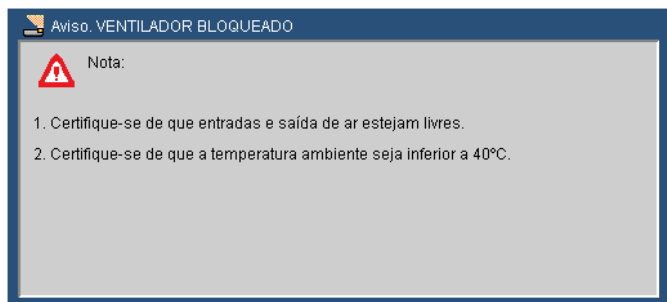 Aviso. VENTILADOR BLOQUEADO
Nota:
1. Certifique-se de que entradas e saída de ar estejam livres.
2. Certifique-se de que a temperatura ambiente seja inferior a 40°C.